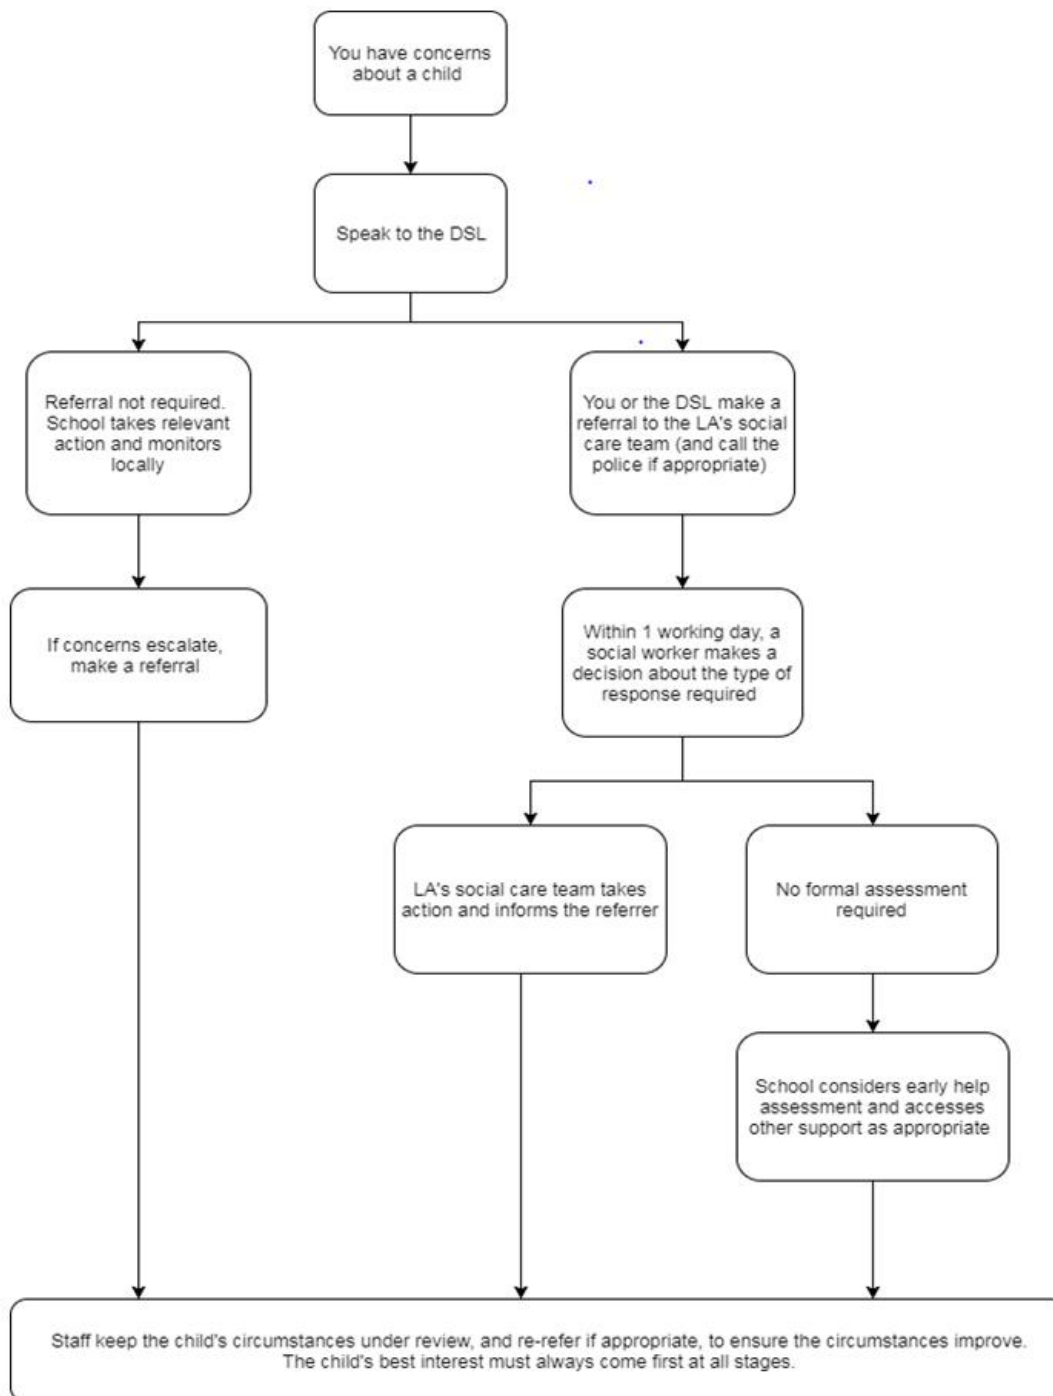 You have concerns
about a child
Speak to the DSL
Referral not required.
School takes relevant
action and monitors
locally
You or the DSL make a
referral to the LA's social
care team (and call the
police if appropriate)
If concerns escalate,
make a referral
Within 1 working day, a
social worker makes a
decision about the type of
response required
LA's social care team takes
action and informs the referrer
No formal assessment
required
School considers early help
assessment and accesses
other support as appropriate
Staff keep the child's circumstances under review, and re-refer if appropriate, to ensure the circumstances improve.
The child's best interest must always come first at all stages.